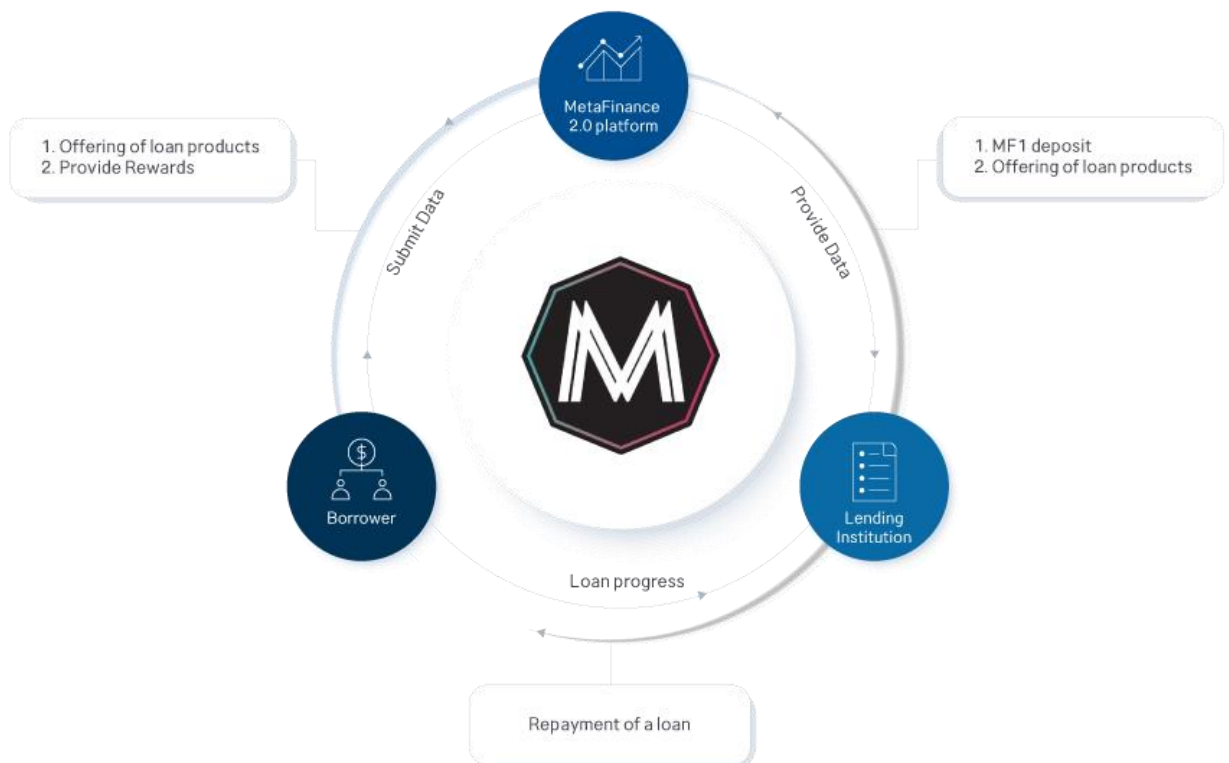 MetaFinance
2.0 platform
1. Offering of loan products
2. Provide Rewards
1. MF1 deposit
2. Offering of loan products
Submit Data
Provide Data
M
$
Borrower
Lending
Institution
Loan progress
Repayment of a loan